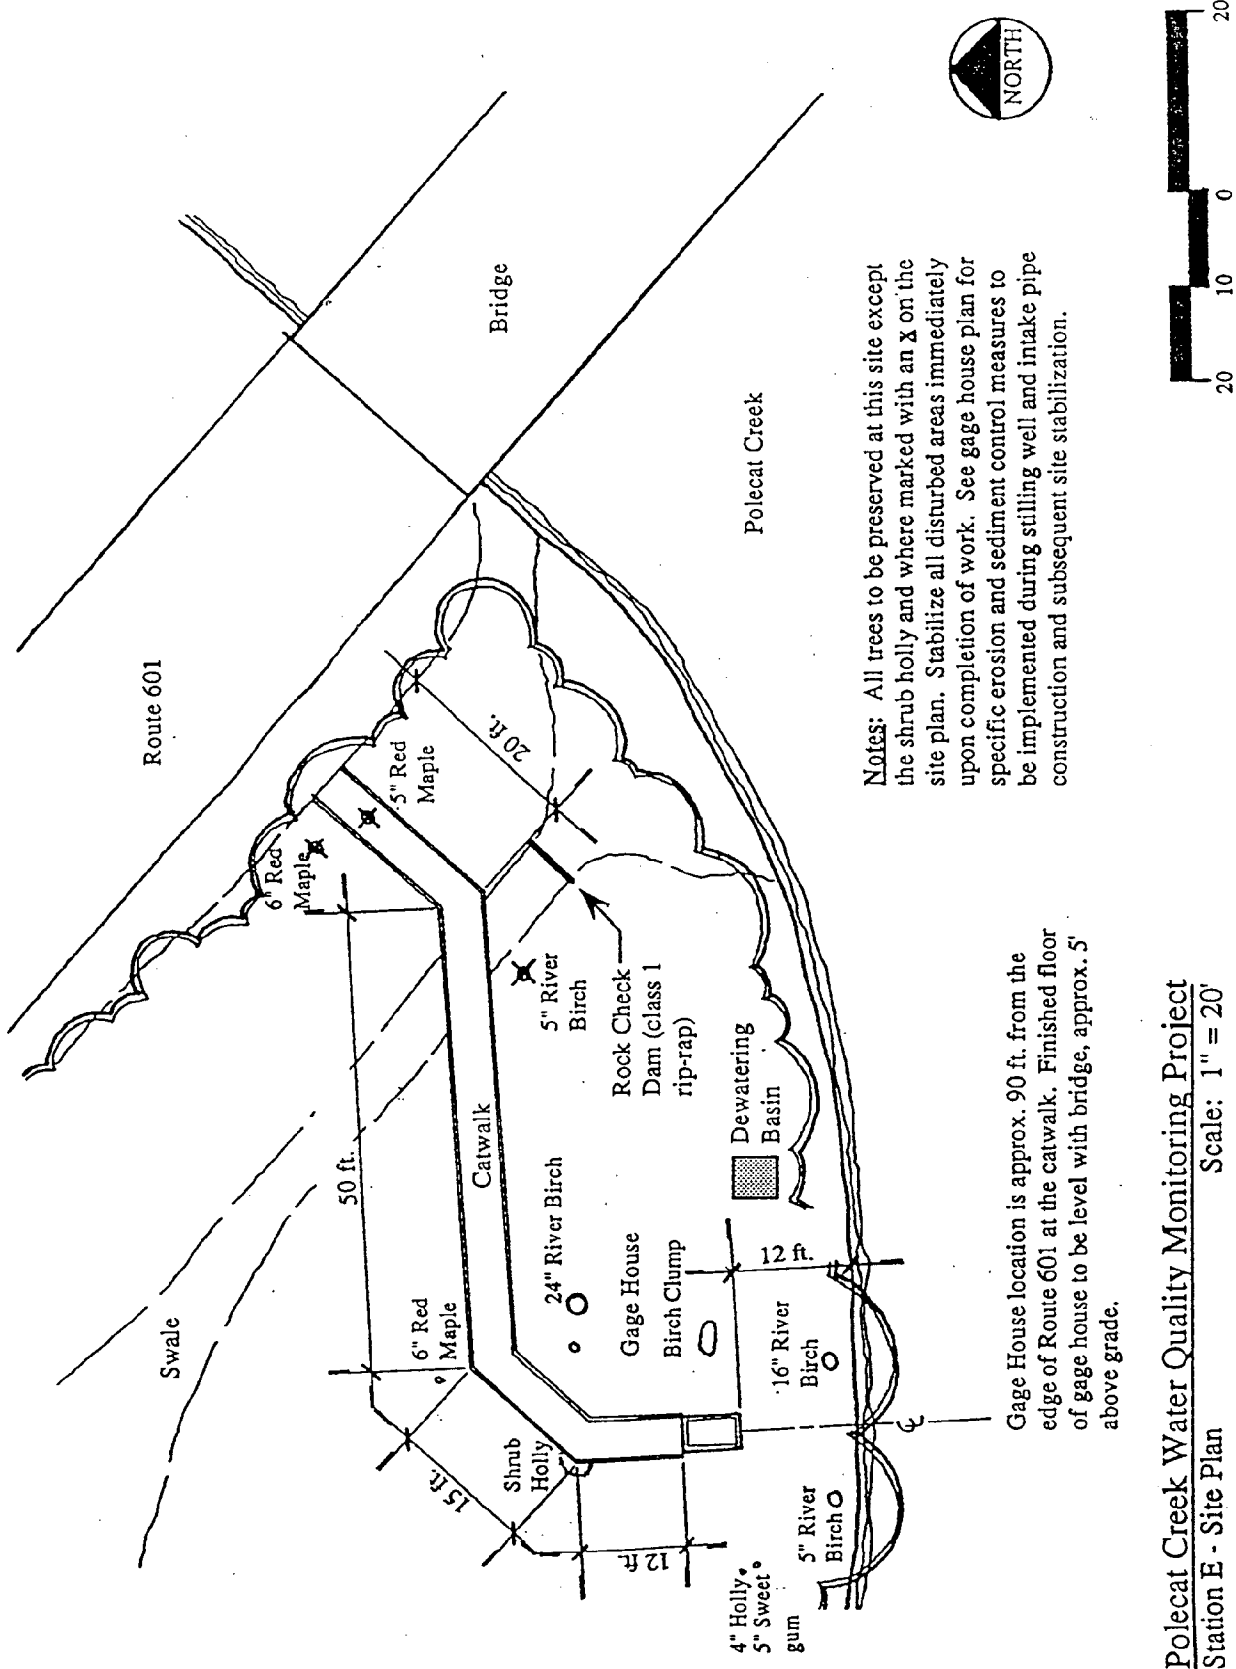 Route 601
Bridge
Polecat Creek
Swale
6" Red
Maple
5" Red
Maple
20 ft.
50 ft.
Catwalk
5" River
Birch
Rock Check
Dam (class 1
rip-rap)
Dewatering
Basin
24" River Birch
6" Red
Maple
Gage House
Birch Clump
12 ft.
16" River
Birch
Shrub
Holly
15 ft.
12 ft.
4" Holly
5" Sweet
gum
5" River
Birch
℄
NORTH
Notes: All trees to be preserved at this site except
the shrub holly and where marked with an x on the
site plan. Stabilize all disturbed areas immediately
upon completion of work. See gage house plan for
specific erosion and sediment control measures to
be implemented during stilling well and intake pipe
construction and subsequent site stabilization.
Gage House location is approx. 90 ft. from the
edge of Route 601 at the catwalk. Finished floor
of gage house to be level with bridge, approx. 5'
above grade.
Polecat Creek Water Quality Monitoring Project
Station E - Site Plan
Scale: 1" = 20'
20 10 0 20